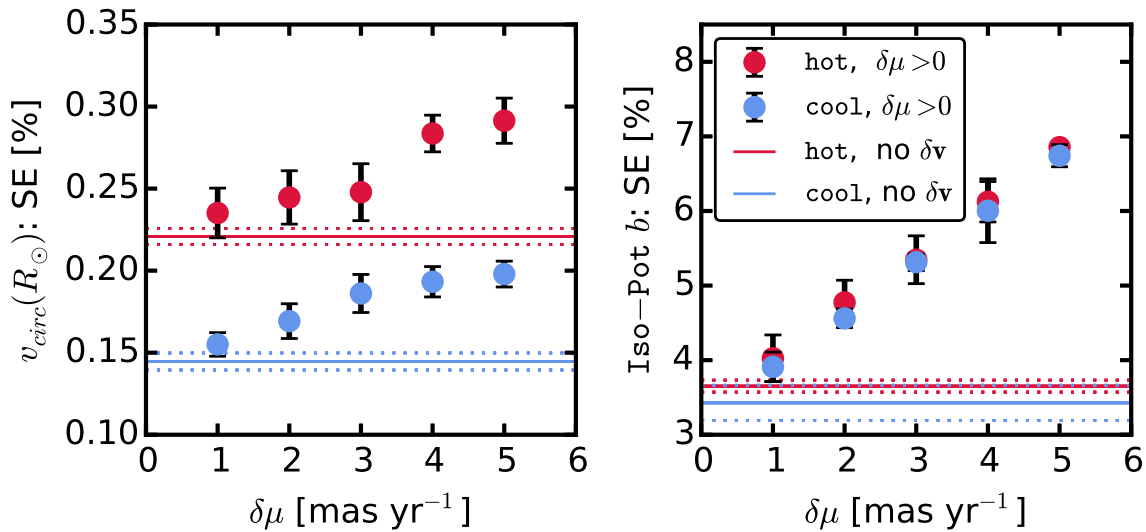 v_circ(R_⊙): SE [%]
0.35
0.30
0.25
0.20
0.15
0.10
0 1 2 3 4 5 6
δμ [mas yr⁻¹]
Iso−Pot b: SE [%]
8
7
6
5
4
3
hot, δμ >0
cool, δμ >0
hot, no δv
cool, no δv
0 1 2 3 4 5 6
δμ [mas yr⁻¹]